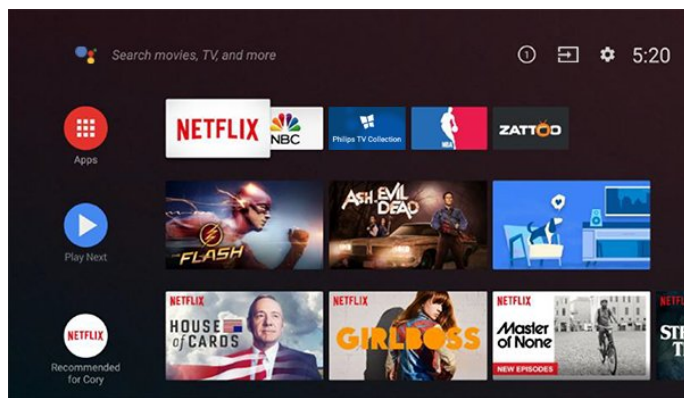 Search movies, TV, and more
1
5:20
Apps
NETFLIX
NBC
Philips TV Collection
NBA
ZATTOO
Play Next
THE
FLASH
ASH VS EVIL
DEAD
NETFLIX
Recommended
for Cory
NETFLIX
HOUSE
of CARDS
NETFLIX
GIRLBOSS
NETFLIX
Master
of None
NEW EPISODES
NETFLI
STR
T